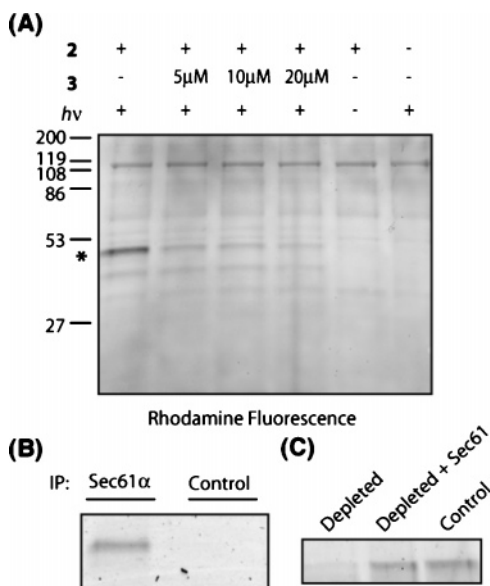 (A)
2 + + + + + -
3 - 5μM 10μM 20μM - -
hν + + + + - +
200
119
108
86
53
*
27
Rhodamine Fluorescence
(B)
IP: Sec61α Control
(C)
Depleted
Depleted + Sec61
Control